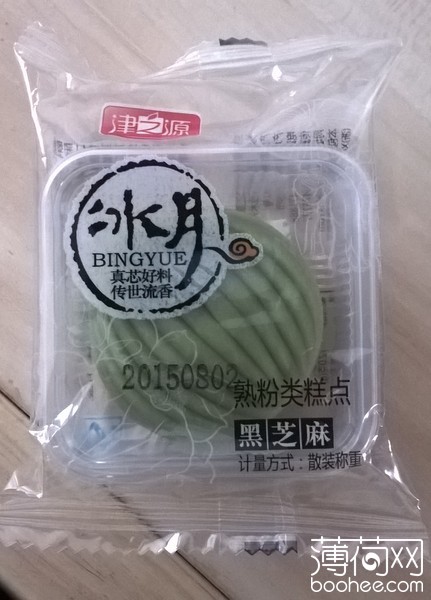 津之源
冰月
BINGYUE
真芯好料
传世流香
20150802
熟粉类糕点
黑芝麻
计量方式：散装称重
薄荷网
boohee.com